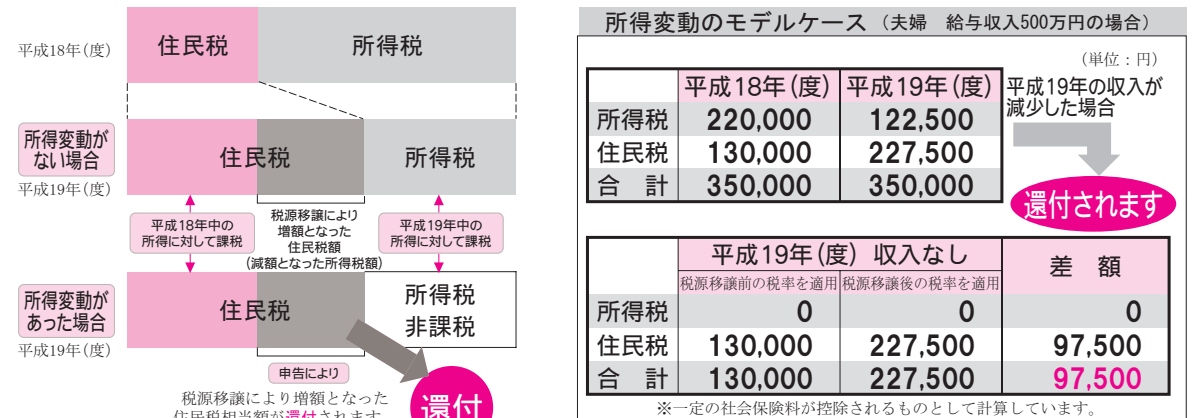 平成18年(度)
住民税
所得税
所得変動が
ない場合
平成19年(度)
住民税
所得税
平成18年中の
所得に対して課税
税源移譲により
増額となった
住民税額
(減額となった所得税額)
平成19年中の
所得に対して課税
所得変動が
あった場合
平成19年(度)
住民税
所得税
非課税
申告により
税源移譲により増額となった
住民税相当額が還付されます
還付
所得変動のモデルケース (夫婦 給与収入500万円の場合)
(単位:円)
平成18年(度) 平成19年(度)
所得税 220,000 122,500
住民税 130,000 227,500
合 計 350,000 350,000
平成19年の収入が
減少した場合
還付されます
平成19年(度) 収入なし 差 額
税源移譲前の税率を適用 税源移譲後の税率を適用
所得税 0 0 0
住民税 130,000 227,500 97,500
合 計 130,000 227,500 97,500
※一定の社会保険料が控除されるものとして計算しています。